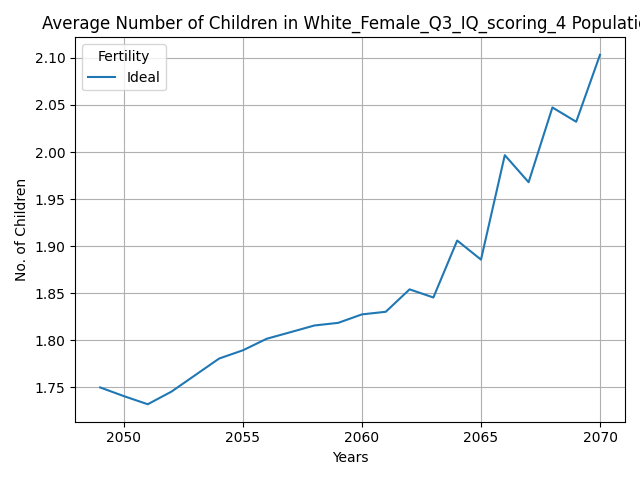 Average Number of Children in White_Female_Q3_IQ_scoring_4 Populatio
Fertility
Ideal
No. of Children
2.10
2.05
2.00
1.95
1.90
1.85
1.80
1.75
2050 2055 2060 2065 2070
Years